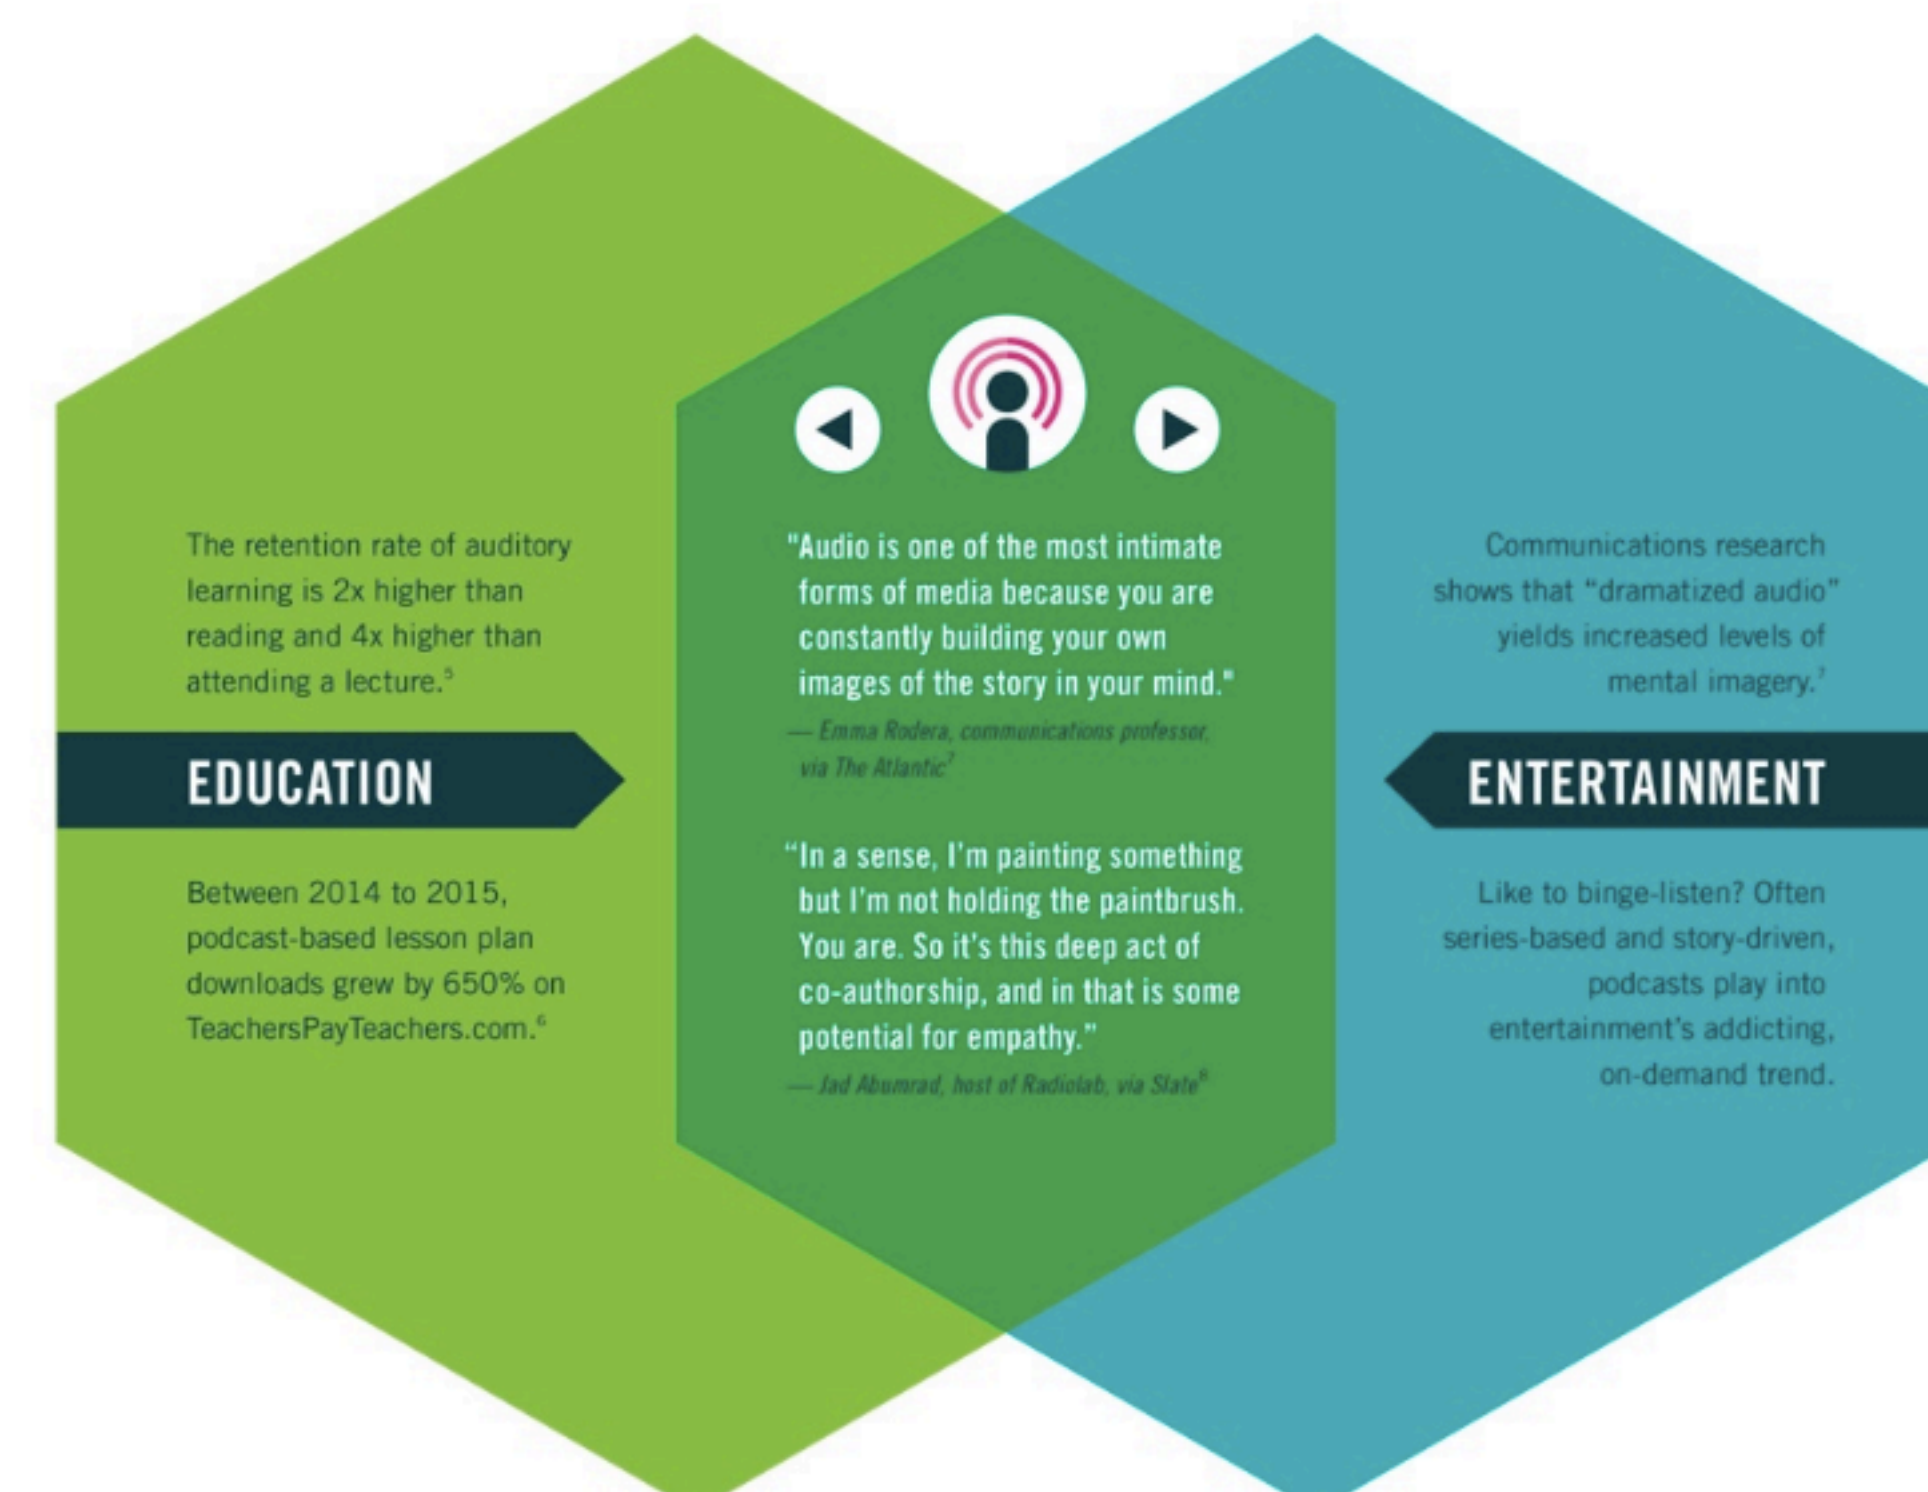 The retention rate of auditory
learning is 2x higher than
reading and 4x higher than
attending a lecture.⁵
EDUCATION
Between 2014 to 2015,
podcast-based lesson plan
downloads grew by 650% on
TeachersPayTeachers.com.⁶
"Audio is one of the most intimate
forms of media because you are
constantly building your own
images of the story in your mind."
— Emma Rodera, communications professor,
via The Atlantic⁷
“In a sense, I'm painting something
but I'm not holding the paintbrush.
You are. So it's this deep act of
co-authorship, and in that is some
potential for empathy.”
— Jad Abumrad, host of Radiolab, via Slate⁸
Communications research
shows that “dramatized audio”
yields increased levels of
mental imagery.⁷
ENTERTAINMENT
Like to binge-listen? Often
series-based and story-driven,
podcasts play into
entertainment's addicting,
on-demand trend.